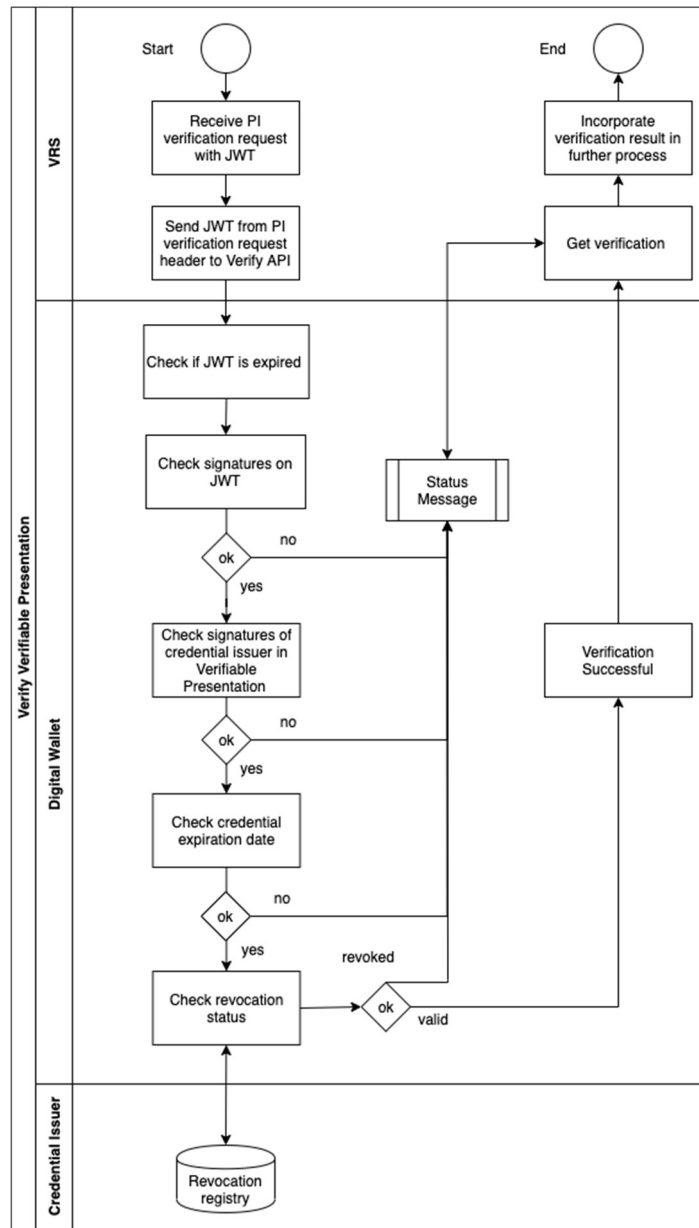 Verify Verifiable Presentation
VRS
Start
End
Receive PI
verification request
with JWT
Incorporate
verification result in
further process
Send JWT from PI
verification request
header to Verify API
Get verification
Digital Wallet
Check if JWT is expired
Check signatures on
JWT
Status
Message
ok
no
yes
Check signatures of
credential issuer in
Verifiable
Presentation
Verification
Successful
ok
no
yes
Check credential
expiration date
ok
no
yes
revoked
Check revocation
status
ok
valid
Credential Issuer
Revocation
registry